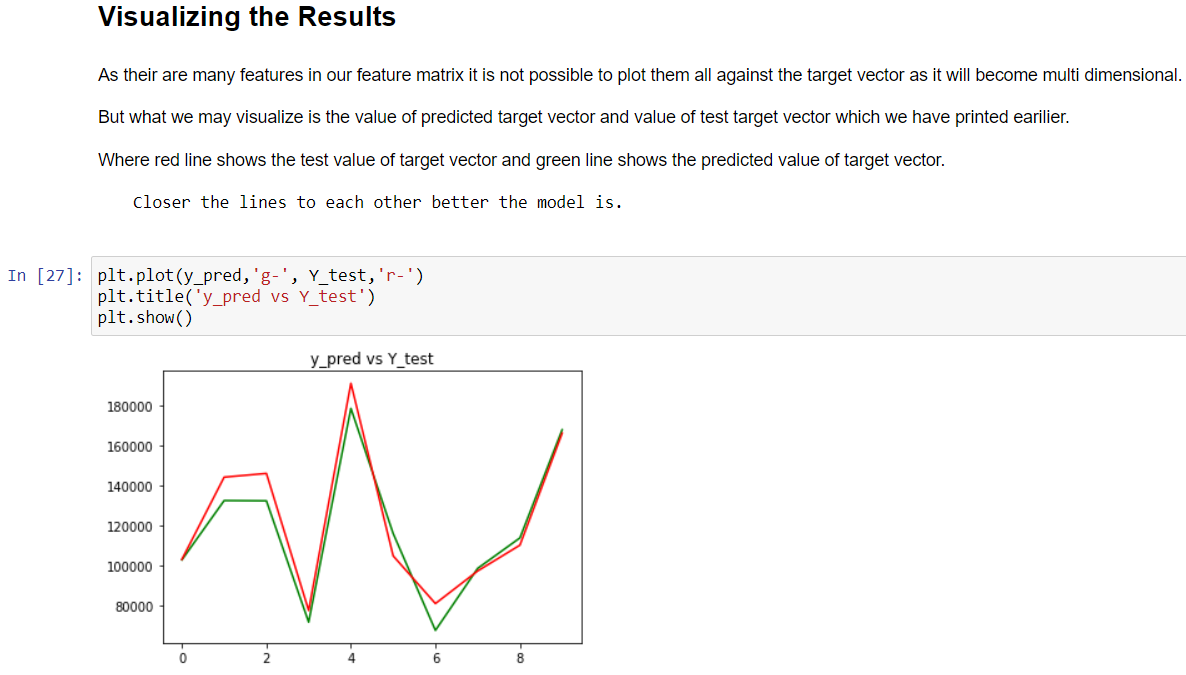 Visualizing the Results
As their are many features in our feature matrix it is not possible to plot them all against the target vector as it will become multi dimensional.
But what we may visualize is the value of predicted target vector and value of test target vector which we have printed earilier.
Where red line shows the test value of target vector and green line shows the predicted value of target vector.
Closer the lines to each other better the model is.
In [27]: plt.plot(y_pred,'g-', Y_test,'r-')
plt.title('y_pred vs Y_test')
plt.show()
y_pred vs Y_test
180000
160000
140000
120000
100000
80000
0 2 4 6 8